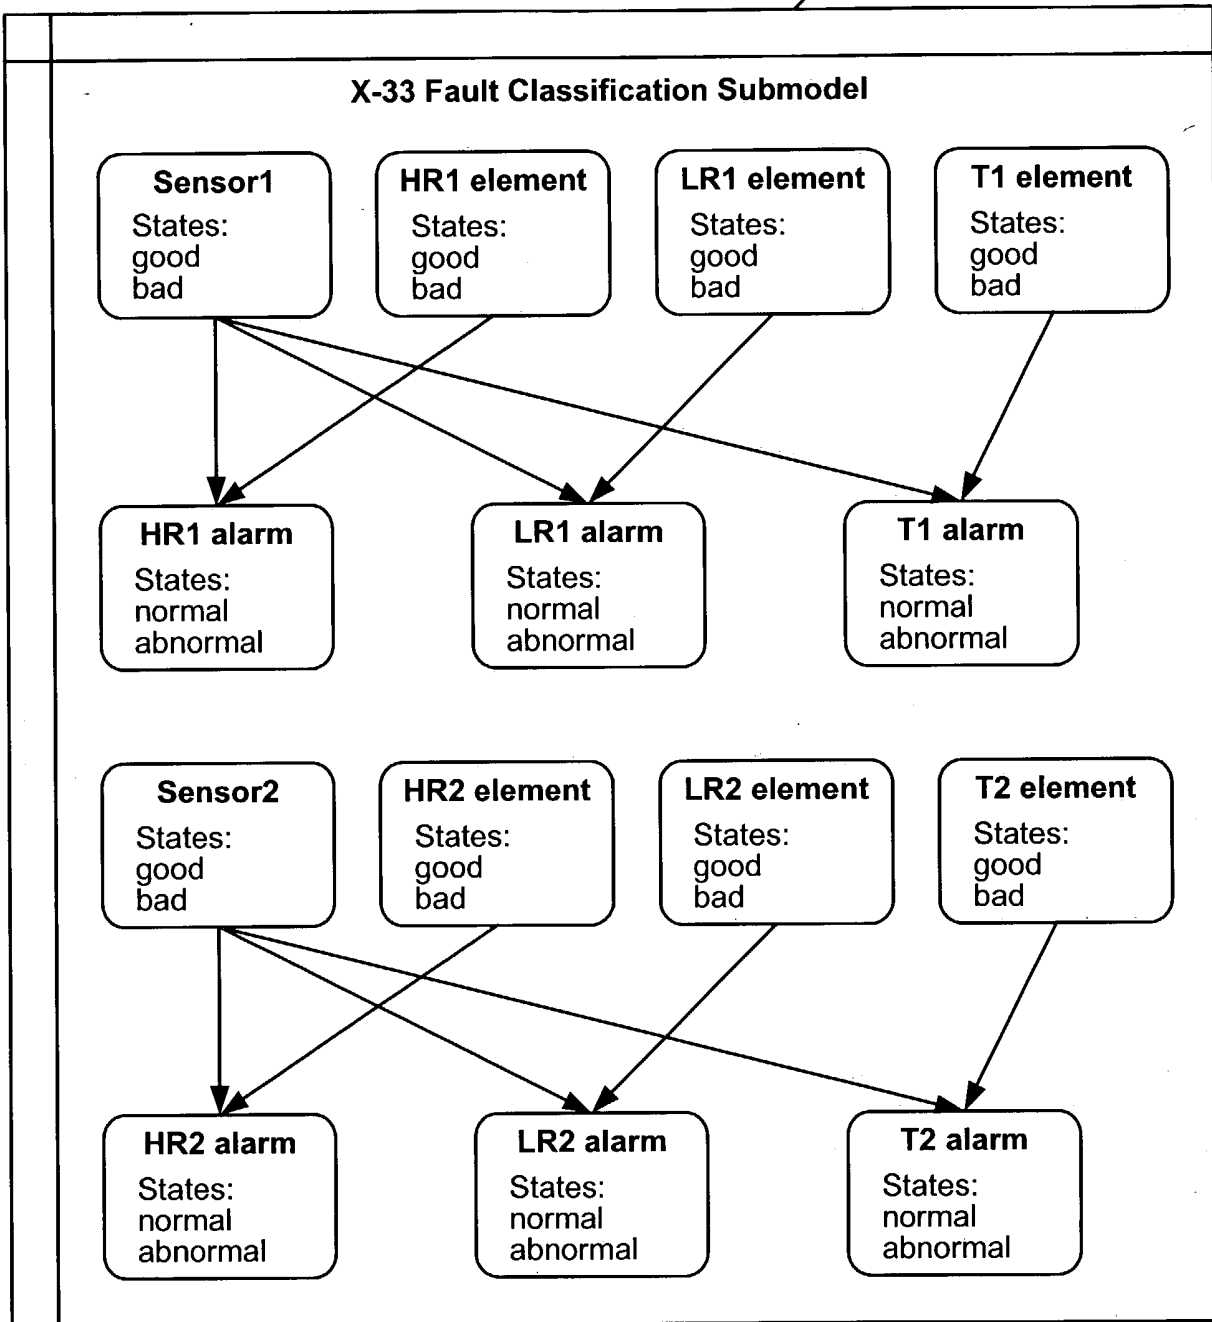 X-33 Fault Classification Submodel
Sensor1
States:
good
bad
HR1 element
States:
good
bad
LR1 element
States:
good
bad
T1 element
States:
good
bad
HR1 alarm
States:
normal
abnormal
LR1 alarm
States:
normal
abnormal
T1 alarm
States:
normal
abnormal
Sensor2
States:
good
bad
HR2 element
States:
good
bad
LR2 element
States:
good
bad
T2 element
States:
good
bad
HR2 alarm
States:
normal
abnormal
LR2 alarm
States:
normal
abnormal
T2 alarm
States:
normal
abnormal